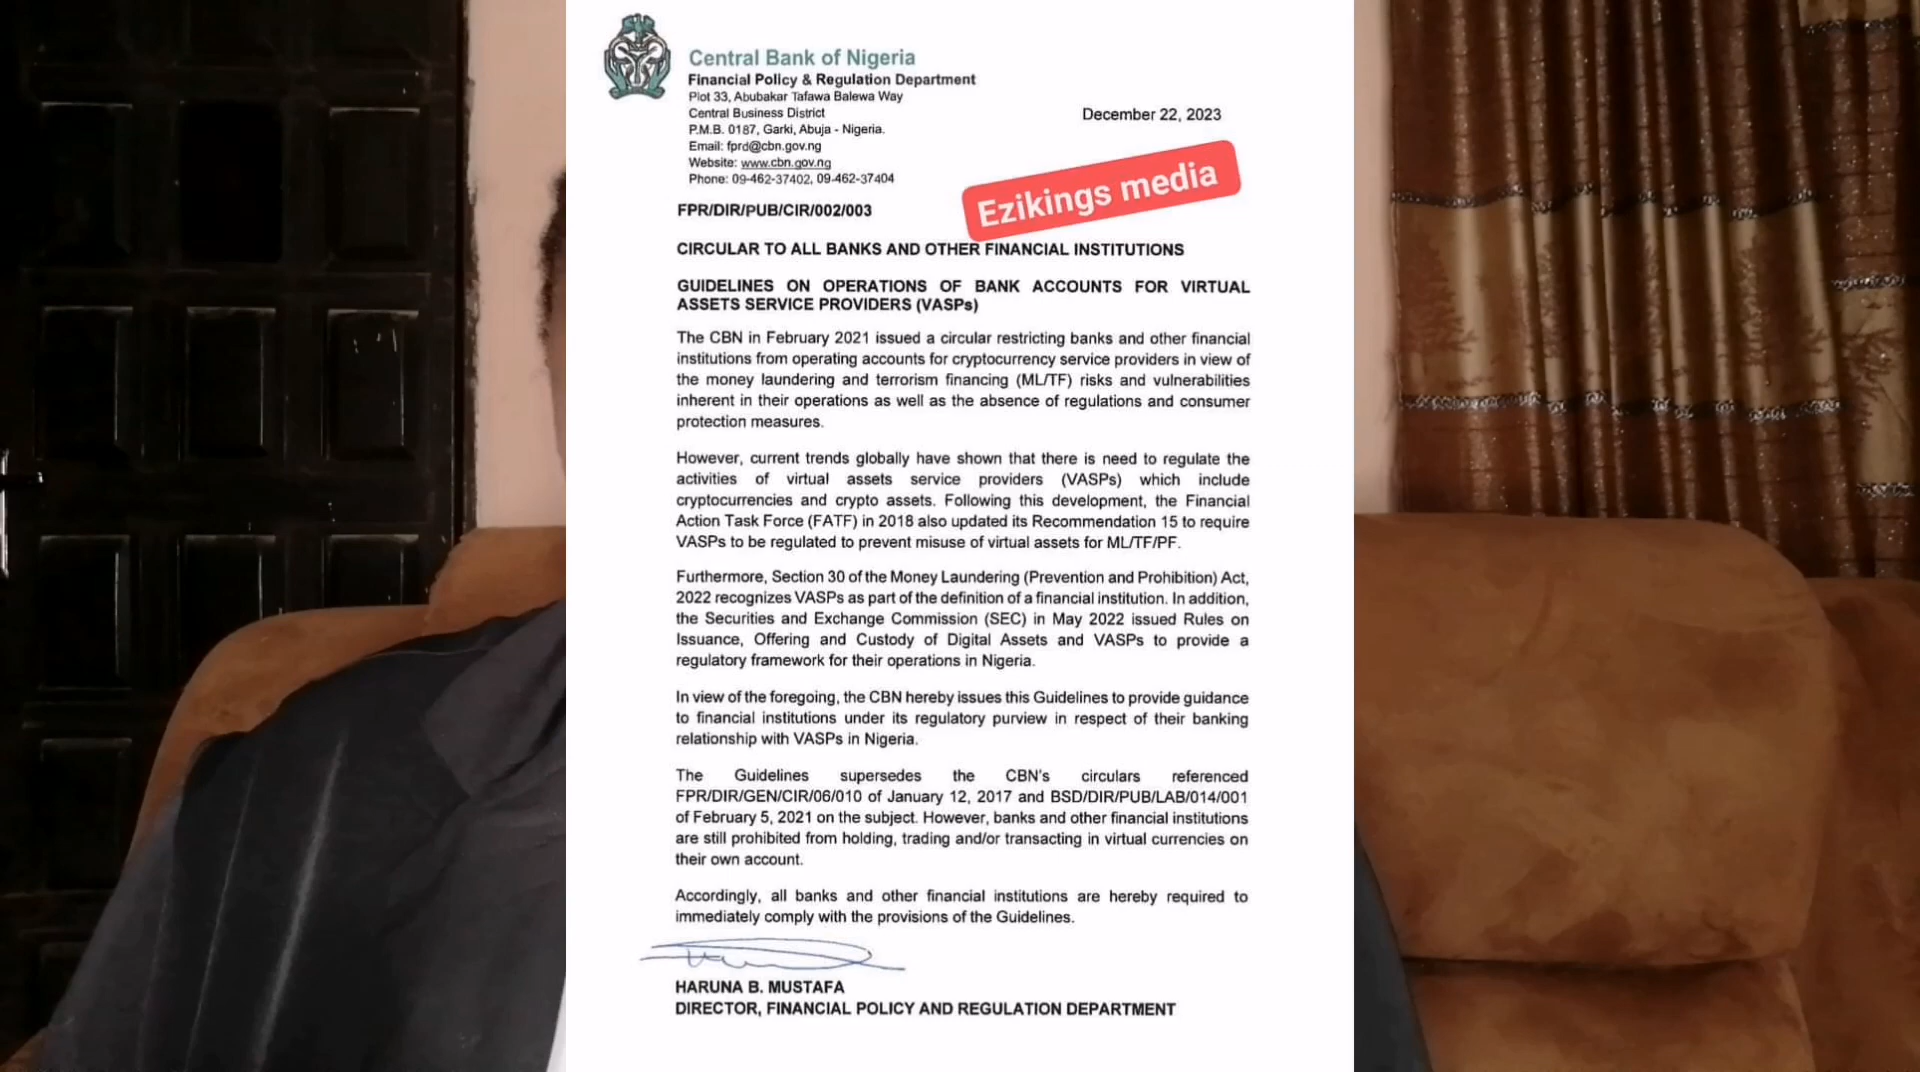 Central Bank of Nigeria
Financial Policy & Regulation Department
Plot 33, Abubakar Tafawa Balewa Way
Central Business District
P.M.B. 0187, Garki, Abuja - Nigeria.
Email: fprd@cbn.gov.ng
Website: www.cbn.gov.ng
Phone: 09-462-37402, 09-462-37404
December 22, 2023
Ezikings media
FPR/DIR/PUB/CIR/002/003
CIRCULAR TO ALL BANKS AND OTHER FINANCIAL INSTITUTIONS
GUIDELINES ON OPERATIONS OF BANK ACCOUNTS FOR VIRTUAL
ASSETS SERVICE PROVIDERS (VASPs)
The CBN in February 2021 issued a circular restricting banks and other financial
institutions from operating accounts for cryptocurrency service providers in view of
the money laundering and terrorism financing (ML/TF) risks and vulnerabilities
inherent in their operations as well as the absence of regulations and consumer
protection measures.
However, current trends globally have shown that there is need to regulate the
activities of virtual assets service providers (VASPs) which include
cryptocurrencies and crypto assets. Following this development, the Financial
Action Task Force (FATF) in 2018 also updated its Recommendation 15 to require
VASPs to be regulated to prevent misuse of virtual assets for ML/TF/PF.
Furthermore, Section 30 of the Money Laundering (Prevention and Prohibition) Act,
2022 recognizes VASPs as part of the definition of a financial institution. In addition,
the Securities and Exchange Commission (SEC) in May 2022 issued Rules on
Issuance, Offering and Custody of Digital Assets and VASPs to provide a
regulatory framework for their operations in Nigeria.
In view of the foregoing, the CBN hereby issues this Guidelines to provide guidance
to financial institutions under its regulatory purview in respect of their banking
relationship with VASPs in Nigeria.
The Guidelines supersedes the CBN's circulars referenced
FPR/DIR/GEN/CIR/06/010 of January 12, 2017 and BSD/DIR/PUB/LAB/014/001
of February 5, 2021 on the subject. However, banks and other financial institutions
are still prohibited from holding, trading and/or transacting in virtual currencies on
their own account.
Accordingly, all banks and other financial institutions are hereby required to
immediately comply with the provisions of the Guidelines.
HARUNA B. MUSTAFA
DIRECTOR, FINANCIAL POLICY AND REGULATION DEPARTMENT